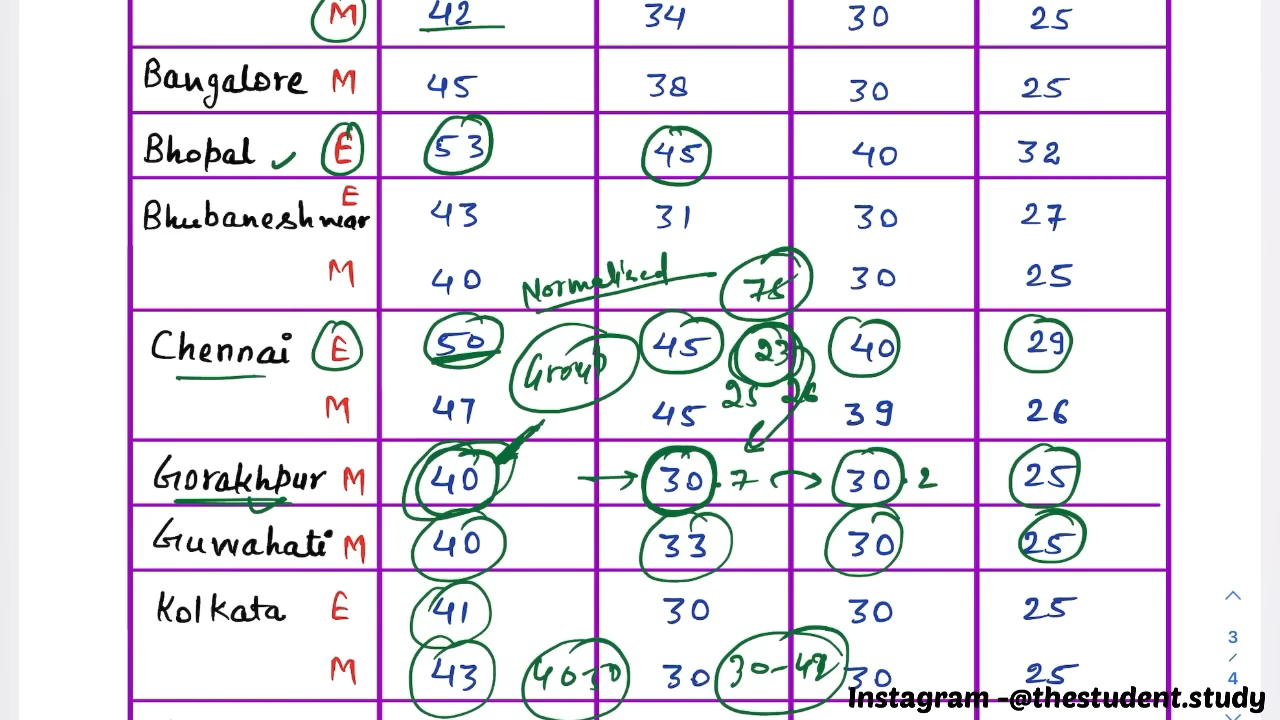 M 42 34 30 25
Bangalore M 45 38 30 25
Bhopal E 53 45 40 32
E
Bhubaneshwar 43 31 30 27
M 40 30 25
Normalised 78
Chennai E 50 45 23 40 29
Group
25 26
M 47 45 39 26
Gorakhpur M 40 30.7 30.2 25
Guwahati M 40 33 30 25
Kolkata E 41 30 30 25
M 43 30 30 25
3
/
4
Instagram -@thestudent.study